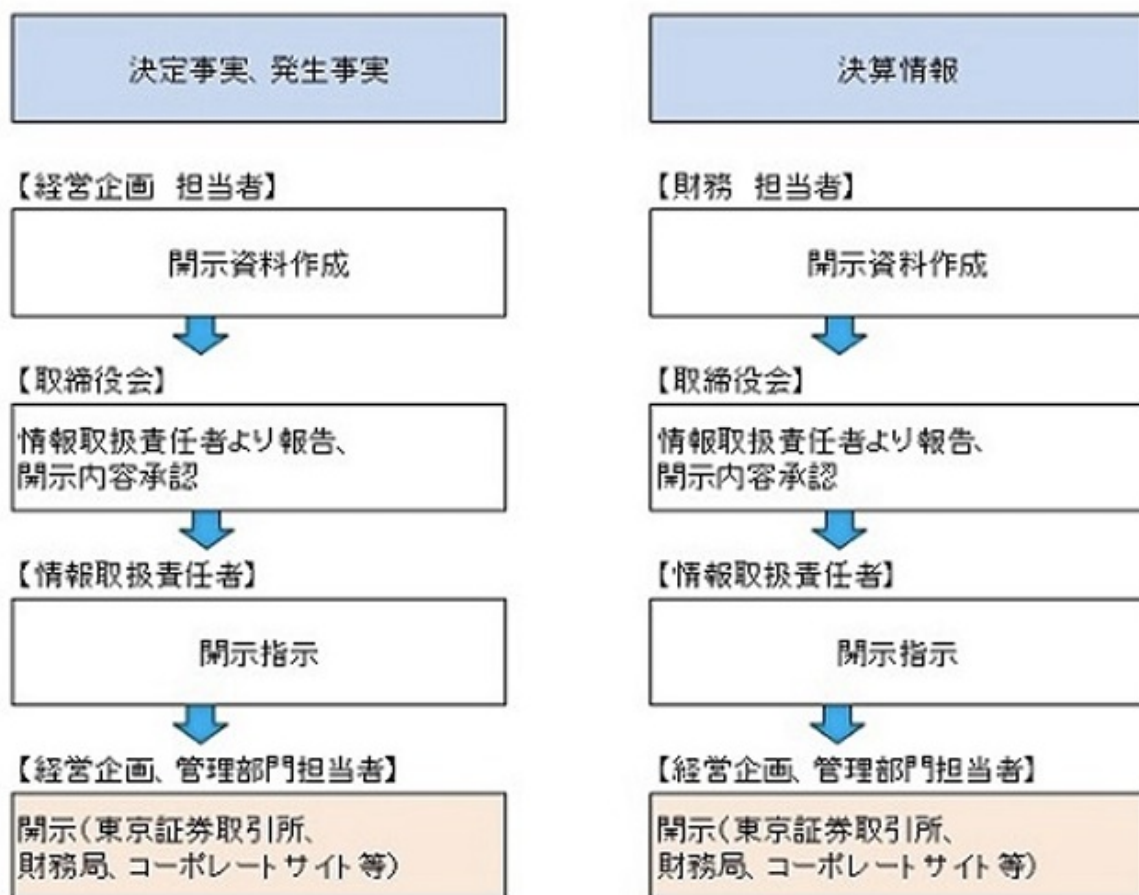 決定事実、発生事実
【経営企画 担当者】
開示資料作成
【取締役会】
情報取扱責任者より報告、
開示内容承認
【情報取扱責任者】
開示指示
【経営企画、管理部門担当者】
開示(東京証券取引所、
財務局、コーポレートサイト等)
決算情報
【財務 担当者】
開示資料作成
【取締役会】
情報取扱責任者より報告、
開示内容承認
【情報取扱責任者】
開示指示
【経営企画、管理部門担当者】
開示(東京証券取引所、
財務局、コーポレートサイト等)